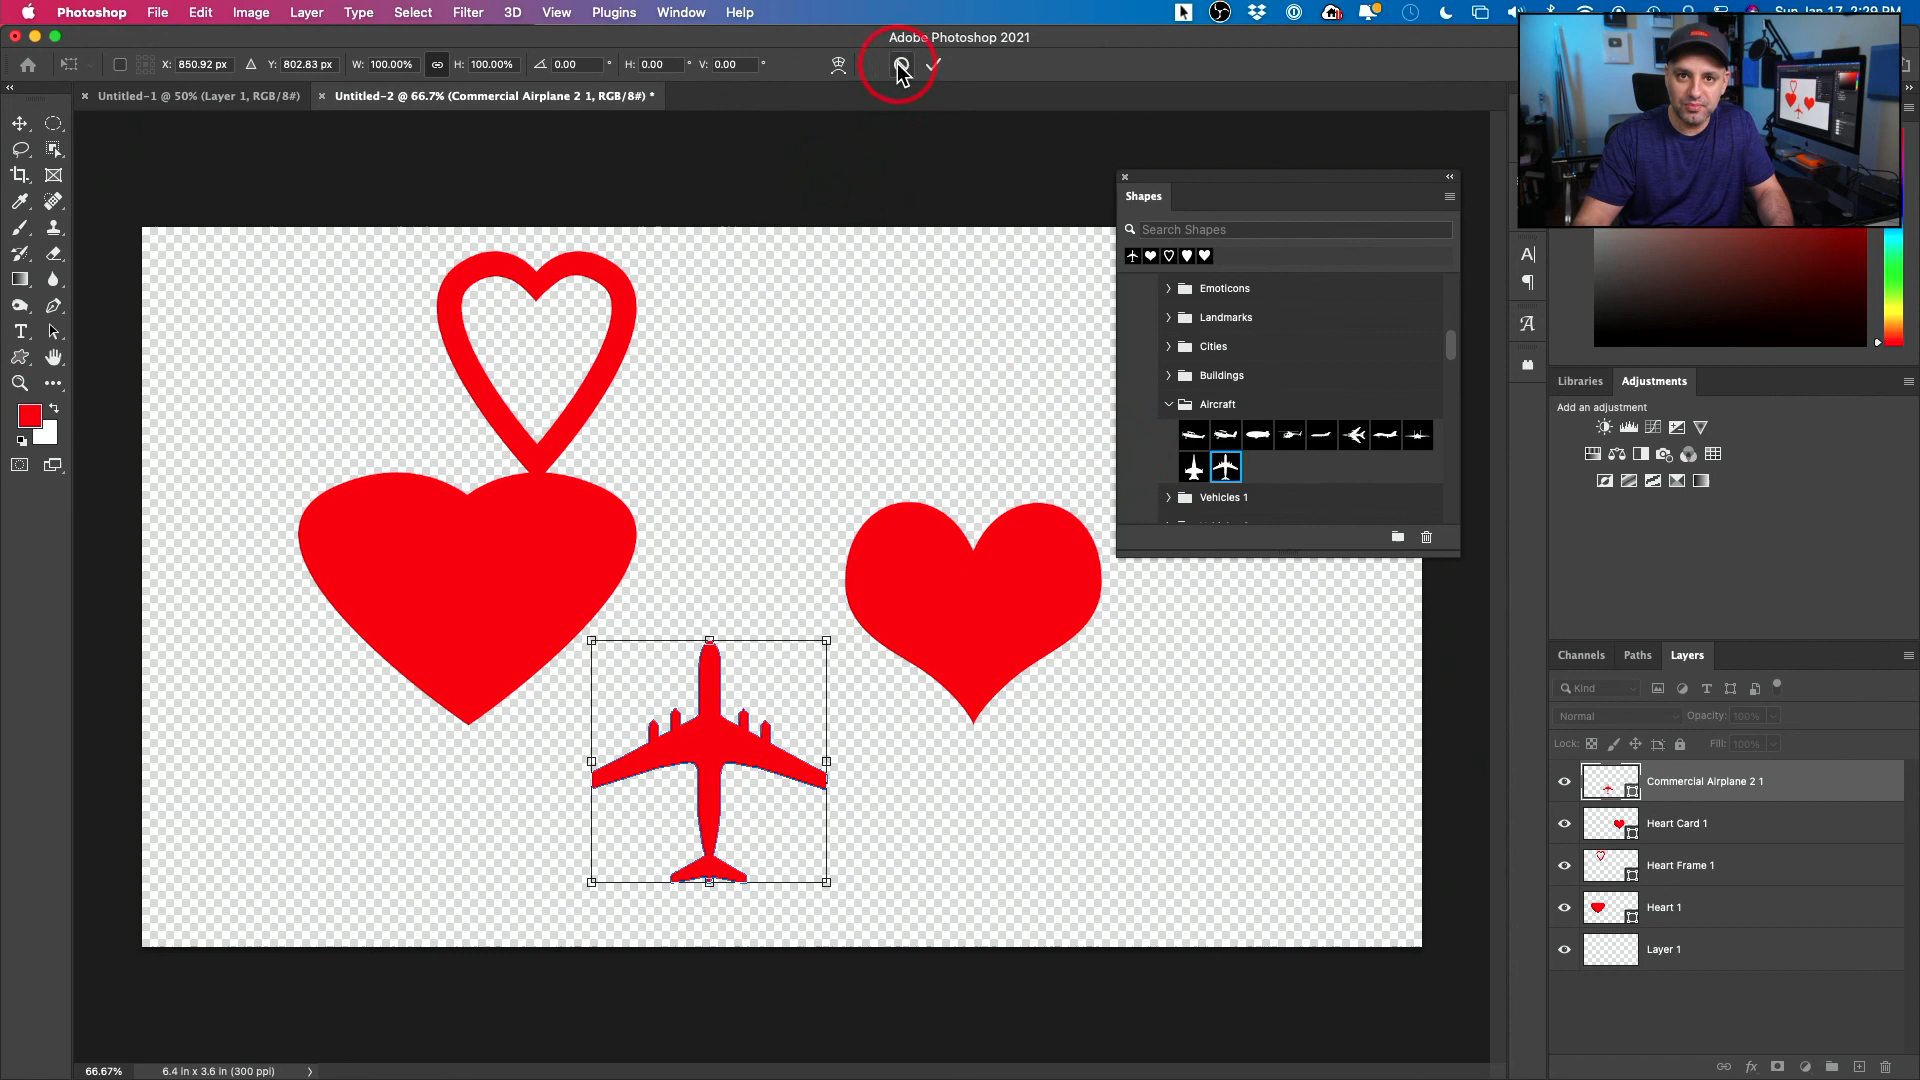 Photoshop File Edit Image Layer Type Select Filter 3D View Plugins Window Help
Adobe Photoshop 2021
X: 850.92 px Y: 802.83 px W: 100.00% H: 100.00% 0.00 ° H: 0.00 ° V: 0.00 °
Untitled-1 @ 50% (Layer 1, RGB/8#)
Untitled-2 @ 66.7% (Commercial Airplane 2 1, RGB/8#) *
Shapes
Search Shapes
Emoticons
Landmarks
Cities
Buildings
Aircraft
Vehicles 1
Libraries Adjustments
Add an adjustment
Channels Paths Layers
Kind
Normal Opacity: 100%
Lock: Fill: 100%
Commercial Airplane 2 1
Heart Card 1
Heart Frame 1
Heart 1
Layer 1
66.67% 6.4 in x 3.6 in (300 ppi)